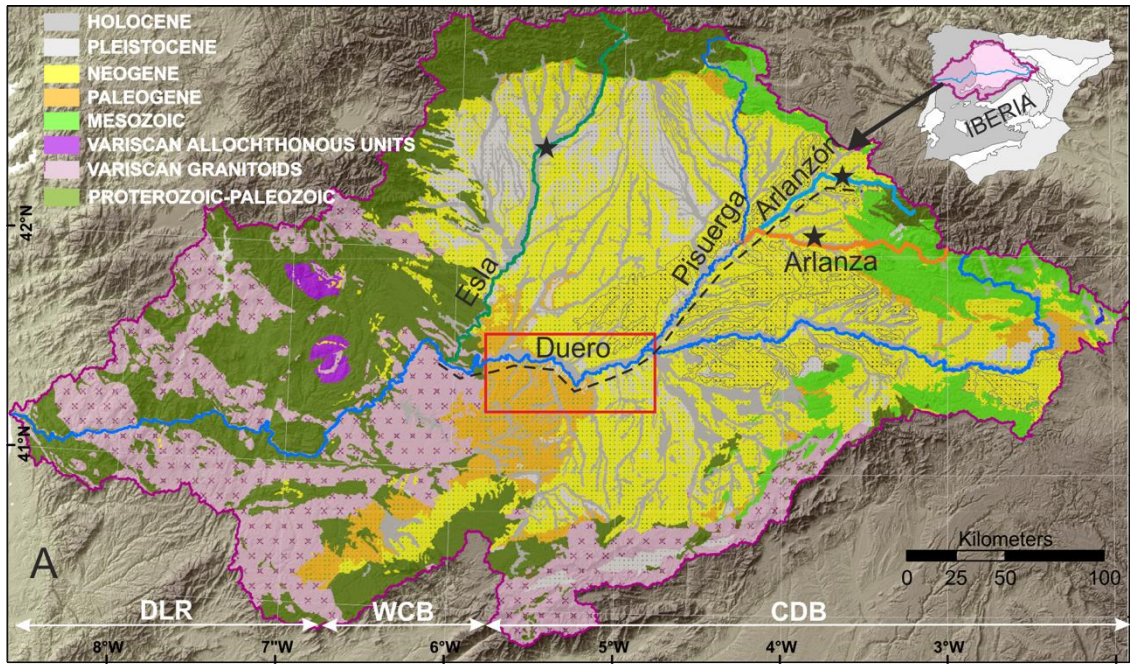 HOLOCENE
PLEISTOCENE
NEOGENE
PALEOGENE
MESOZOIC
VARISCAN ALLOCHTHONOUS UNITS
VARISCAN GRANITOIDS
PROTEROZOIC-PALEOZOIC
IBERIA
42°N
41°N
Esla
Pisuerga
Arlanzón
Arlanza
Duero
A
Kilometers
0 25 50 100
DLR
WCB
CDB
8°W
7°W
6°W
5°W
4°W
3°W